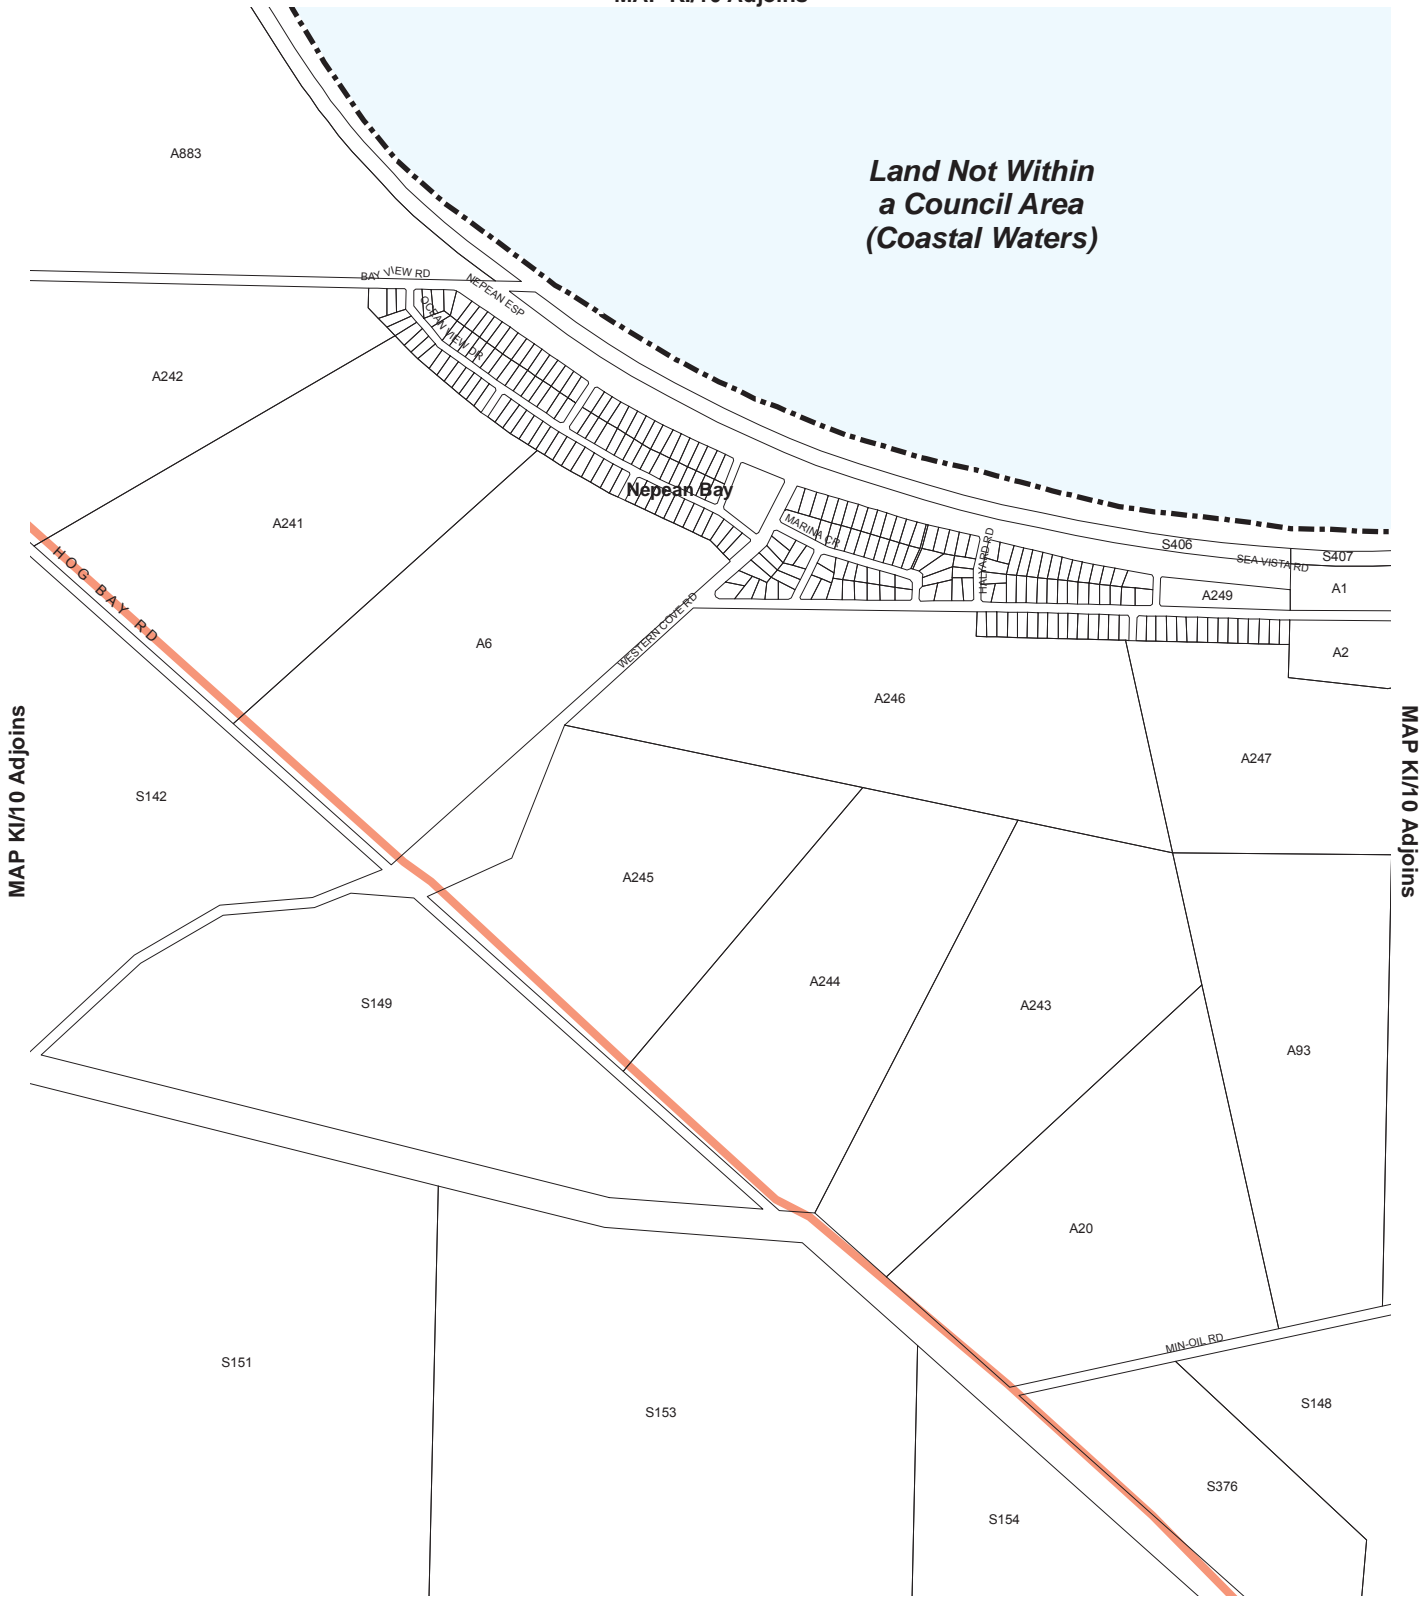 MAP KI/10 Adjoins
A883
Land Not Within
a Council Area
(Coastal Waters)
BAY VIEW RD
NEPEAN ESP
OCEAN VIEW DR
A242
Nepean Bay
MARINA CR
HALYARD RD
S406
SEA VISTA RD
S407
A241
HOG BAY RD
A249
A1
WESTERN COVE RD
A6
A2
A246
A247
MAP KI/10 Adjoins
MAP KI/10 Adjoins
S142
A245
A244
A243
S149
A93
A20
MIN-OIL RD
S151
S153
S148
S376
S154